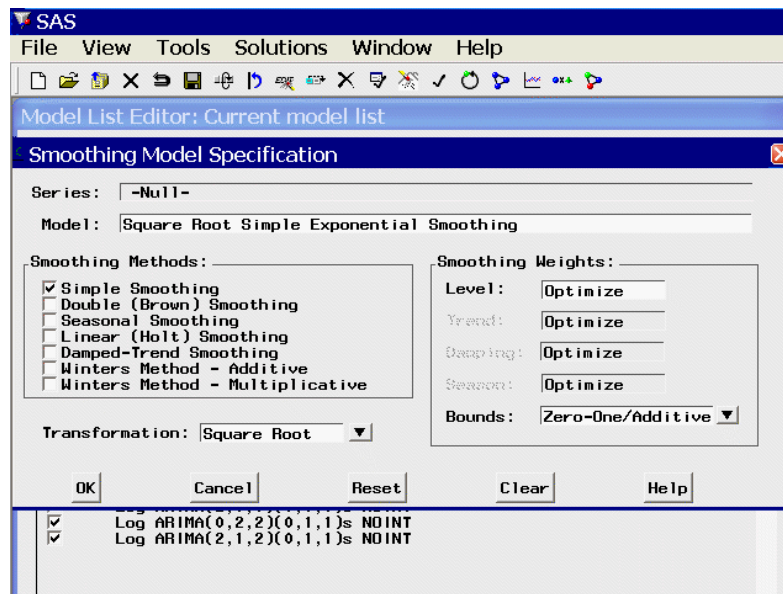 SAS
File View Tools Solutions Window Help
Model List Editor: Current model list
Smoothing Model Specification
Series: -Null-
Model: Square Root Simple Exponential Smoothing
Smoothing Methods:
Simple Smoothing
Double (Brown) Smoothing
Seasonal Smoothing
Linear (Holt) Smoothing
Damped-Trend Smoothing
Winters Method - Additive
Winters Method - Multiplicative
Transformation: Square Root
Smoothing Weights:
Level: Optimize
Trend: Optimize
Damping: Optimize
Season: Optimize
Bounds: Zero-One/Additive
OK Cancel Reset Clear Help
Log ARIMA(0,2,2)(0,1,1)s NOINT
Log ARIMA(2,1,2)(0,1,1)s NOINT